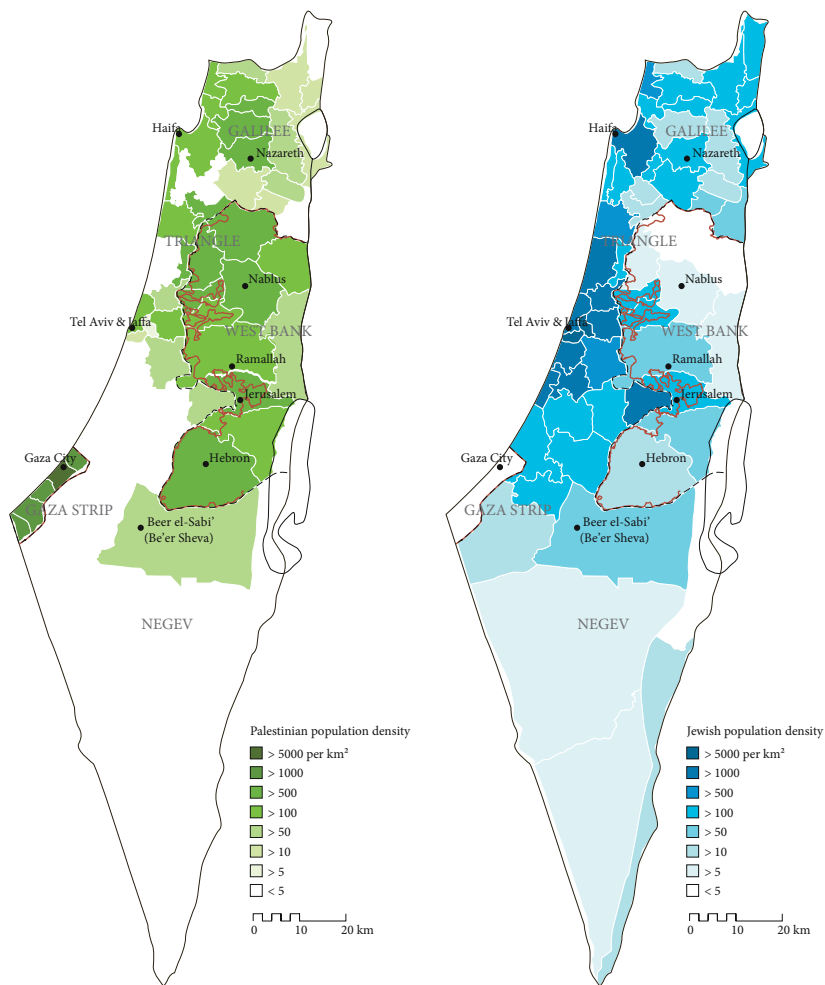 Haifa
GALILEE
Nazareth
TRIANGLE
Nablus
Tel Aviv & Jaffa
WEST BANK
Ramallah
Jerusalem
Gaza City
Hebron
GAZA STRIP
Beer el-Sabi’
(Be’er Sheva)
NEGEV
Palestinian population density
> 5000 per km²
> 1000
> 500
> 100
> 50
> 10
> 5
< 5
0 10 20 km
Haifa
GALILEE
Nazareth
TRIANGLE
Nablus
Tel Aviv & Jaffa
WEST BANK
Ramallah
Jerusalem
Gaza City
Hebron
GAZA STRIP
Beer el-Sabi’
(Be’er Sheva)
NEGEV
Jewish population density
> 5000 per km²
> 1000
> 500
> 100
> 50
> 10
> 5
< 5
0 10 20 km